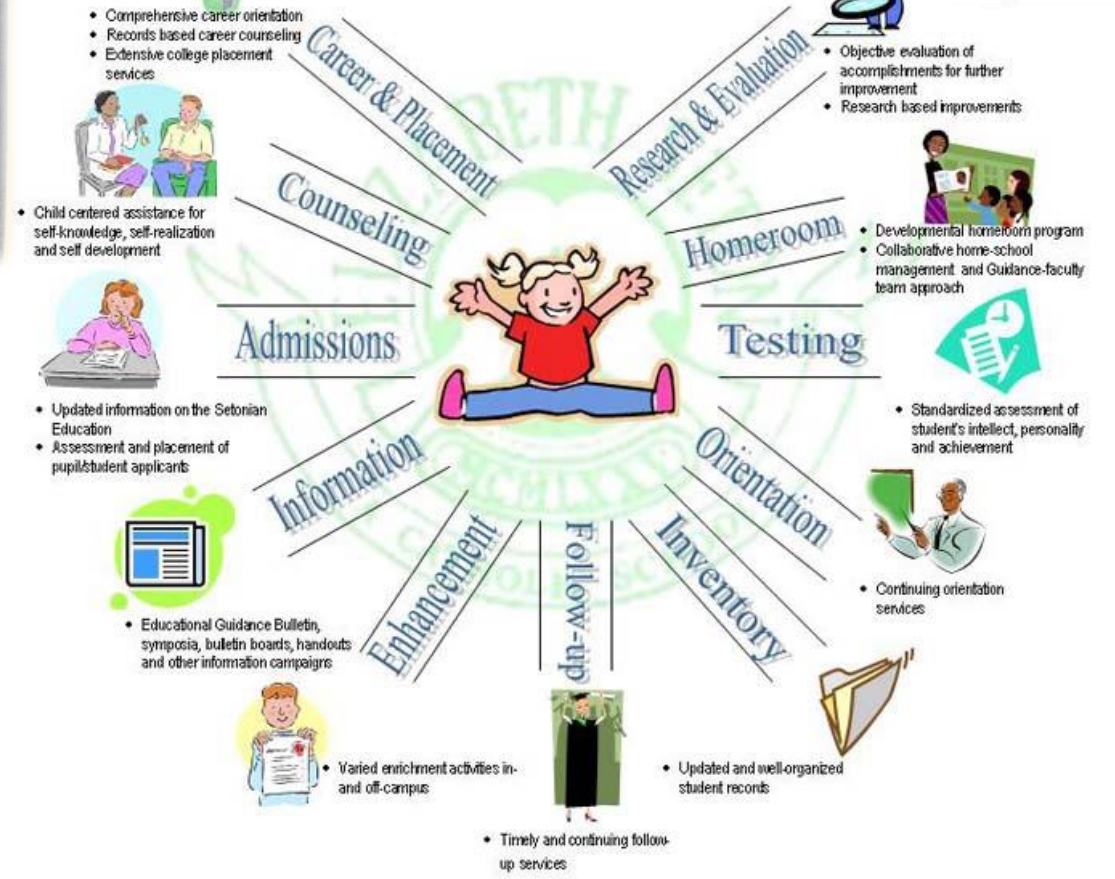 • Comprehensive career orientation
• Records based career counseling
• Extensive college placement
services
Career & Placement
Research & Evaluation
• Objective evaluation of
accomplishments for further
improvement
• Research based improvements
Counseling
• Child centered assistance for
self-knowledge, self-realization
and self development
Homeroom
• Developmental homeroom program
• Collaborative home-school
management and Guidance-faculty
team approach
Admissions
• Updated information on the Setonian
Education
• Assessment and placement of
pupil/student applicants
Testing
• Standardized assessment of
student's intellect, personality
and achievement
Information
• Educational Guidance Bulletin,
symposia, bulletin boards, handouts
and other information campaigns
Orientation
• Continuing orientation
services
Enhancement
• Varied enrichment activities in-
and off-campus
Follow-up
• Timely and continuing follow-
up services
Inventory
• Updated and well-organized
student records